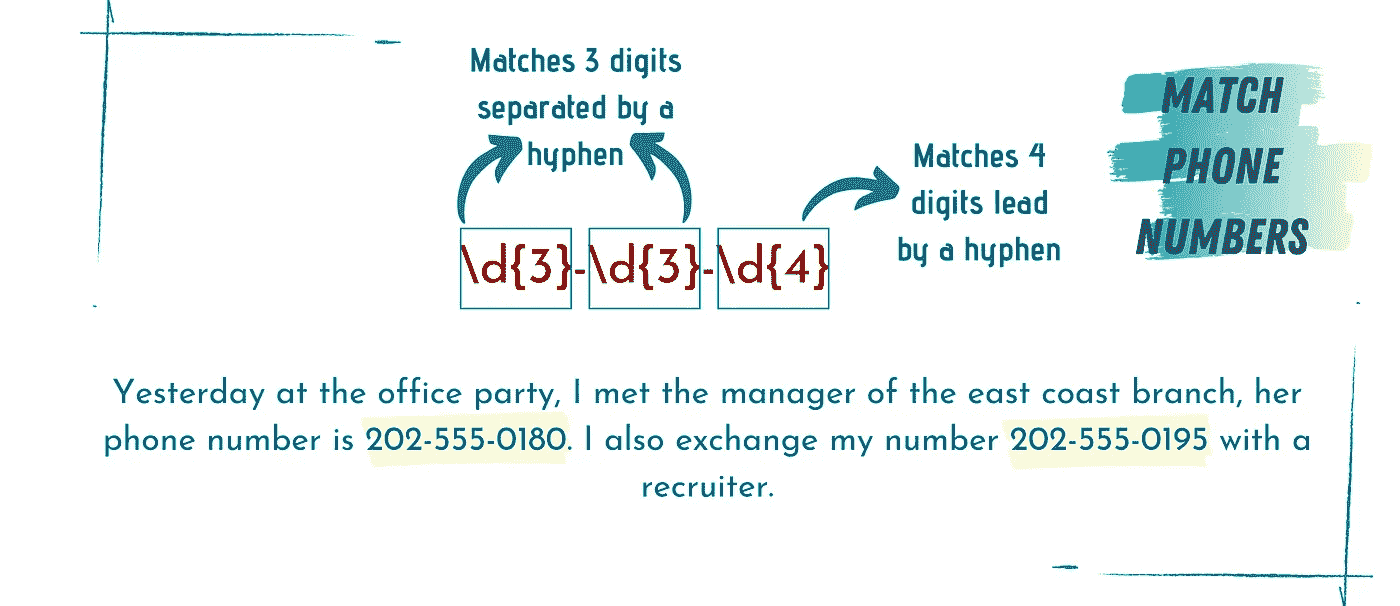 Matches 3 digits
separated by a
hyphen
Matches 4
digits lead
by a hyphen
MATCH
PHONE
NUMBERS
\d{3}-\d{3}-\d{4}
Yesterday at the office party, I met the manager of the east coast branch, her
phone number is 202-555-0180. I also exchange my number 202-555-0195 with a
recruiter.